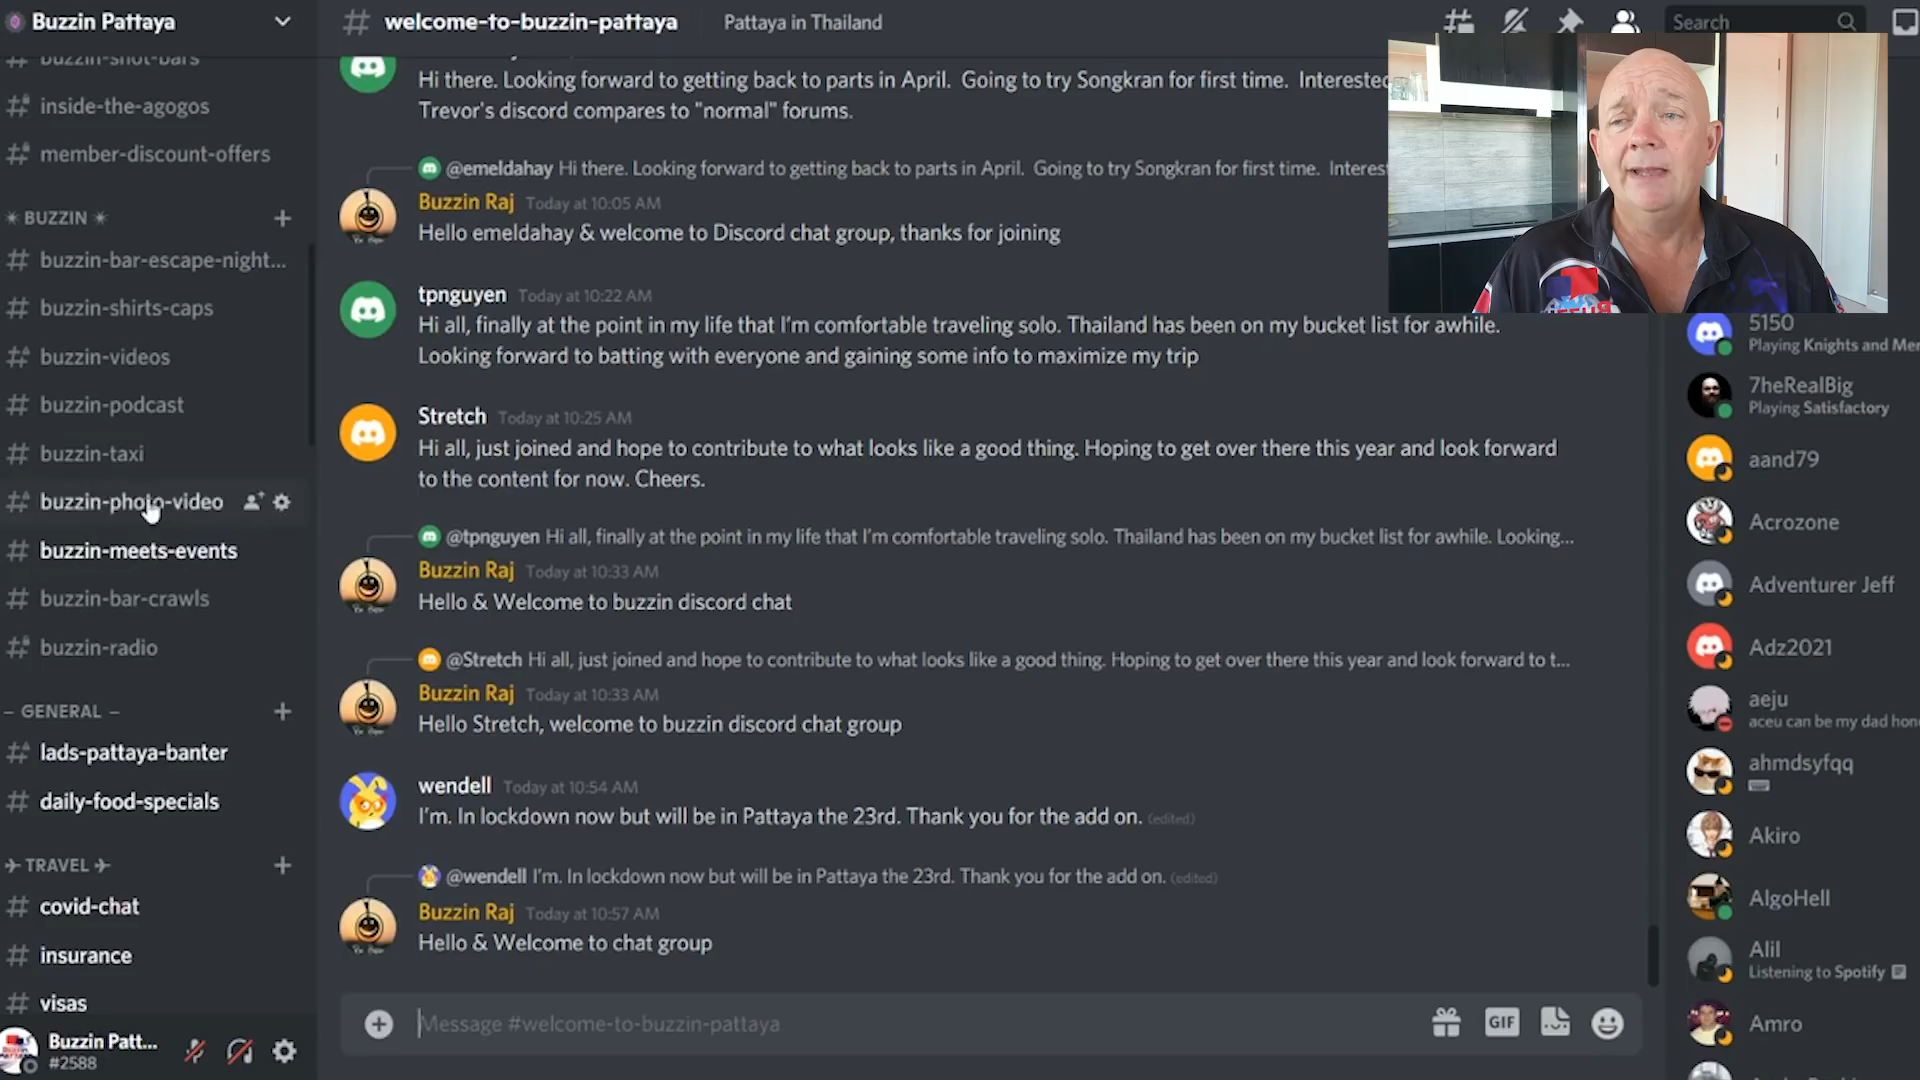 Buzzin Pattaya
buzzin-shot-bars
inside-the-agogos
member-discount-offers
BUZZIN
buzzin-bar-escape-night...
buzzin-shirts-caps
buzzin-videos
buzzin-podcast
buzzin-taxi
buzzin-photo-video
buzzin-meets-events
buzzin-bar-crawls
buzzin-radio
– GENERAL –
lads-pattaya-banter
daily-food-specials
✈ TRAVEL ✈
covid-chat
insurance
visas
Buzzin Patt...
#2588
welcome-to-buzzin-pattaya
Pattaya in Thailand
Search
Hi there. Looking forward to getting back to parts in April. Going to try Songkran for first time. Interested
Trevor's discord compares to "normal" forums.
@emeldahay Hi there. Looking forward to getting back to parts in April. Going to try Songkran for first time. Interest
Buzzin Raj Today at 10:05 AM
Hello emeldahay & welcome to Discord chat group, thanks for joining
tpnguyen Today at 10:22 AM
Hi all, finally at the point in my life that I'm comfortable traveling solo. Thailand has been on my bucket list for awhile.
Looking forward to batting with everyone and gaining some info to maximize my trip
Stretch Today at 10:25 AM
Hi all, just joined and hope to contribute to what looks like a good thing. Hoping to get over there this year and look forward
to the content for now. Cheers.
@tpnguyen Hi all, finally at the point in my life that I'm comfortable traveling solo. Thailand has been on my bucket list for awhile. Looking...
Buzzin Raj Today at 10:33 AM
Hello & Welcome to buzzin discord chat
@Stretch Hi all, just joined and hope to contribute to what looks like a good thing. Hoping to get over there this year and look forward to t...
Buzzin Raj Today at 10:33 AM
Hello Stretch, welcome to buzzin discord chat group
wendell Today at 10:54 AM
I'm. In lockdown now but will be in Pattaya the 23rd. Thank you for the add on. (edited)
@wendell I'm. In lockdown now but will be in Pattaya the 23rd. Thank you for the add on. (edited)
Buzzin Raj Today at 10:57 AM
Hello & Welcome to chat group
Message #welcome-to-buzzin-pattaya
GIF
5150
Playing Knights and Mer
7heRealBig
Playing Satisfactory
aand79
Acrozone
Adventurer Jeff
Adz2021
aeju
aceu can be my dad hon
ahmdsyfqq
Akiro
AlgoHell
Alil
Listening to Spotify
Amro